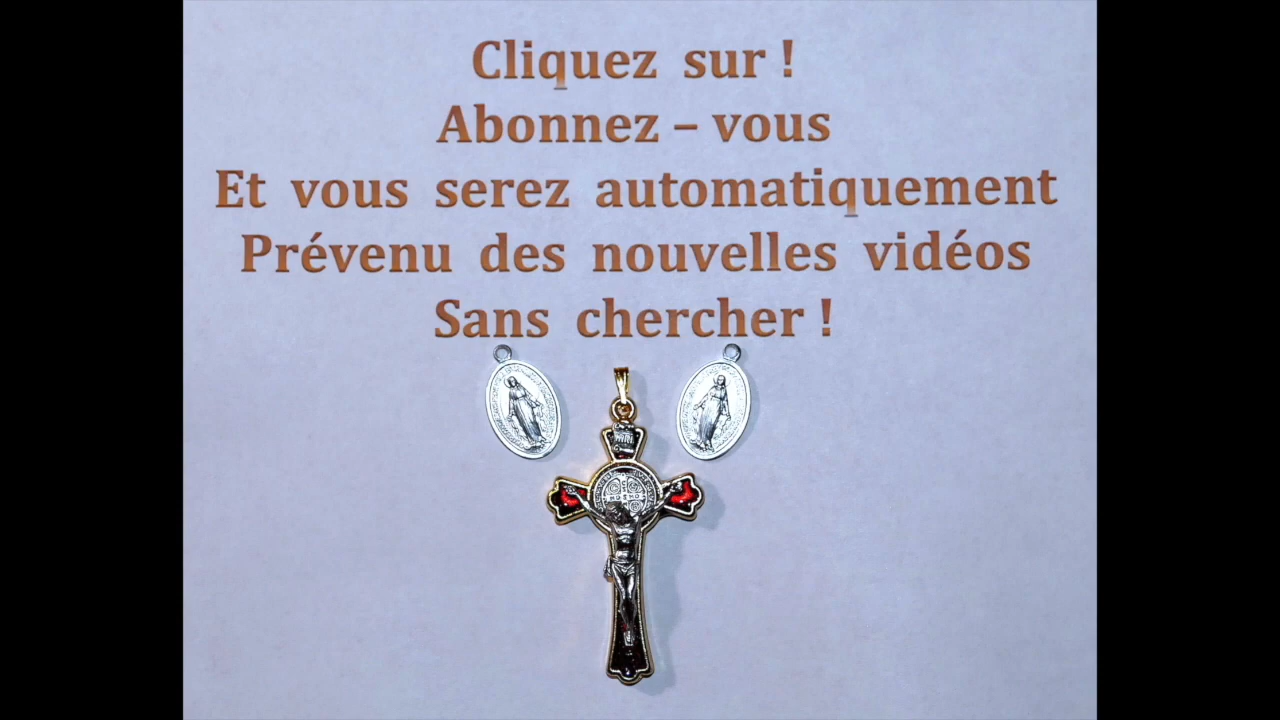 Cliquez sur !
Abonnez – vous
Et vous serez automatiquement
Prévenu des nouvelles vidéos
Sans chercher !